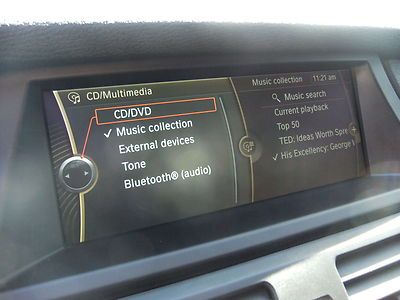 CD/Multimedia
CD/DVD
✓ Music collection
External devices
Tone
Bluetooth® (audio)
Music collection 11:21 am
Music search
Current playback
Top 50
TED: Ideas Worth Spre
✓ His Excellency: George